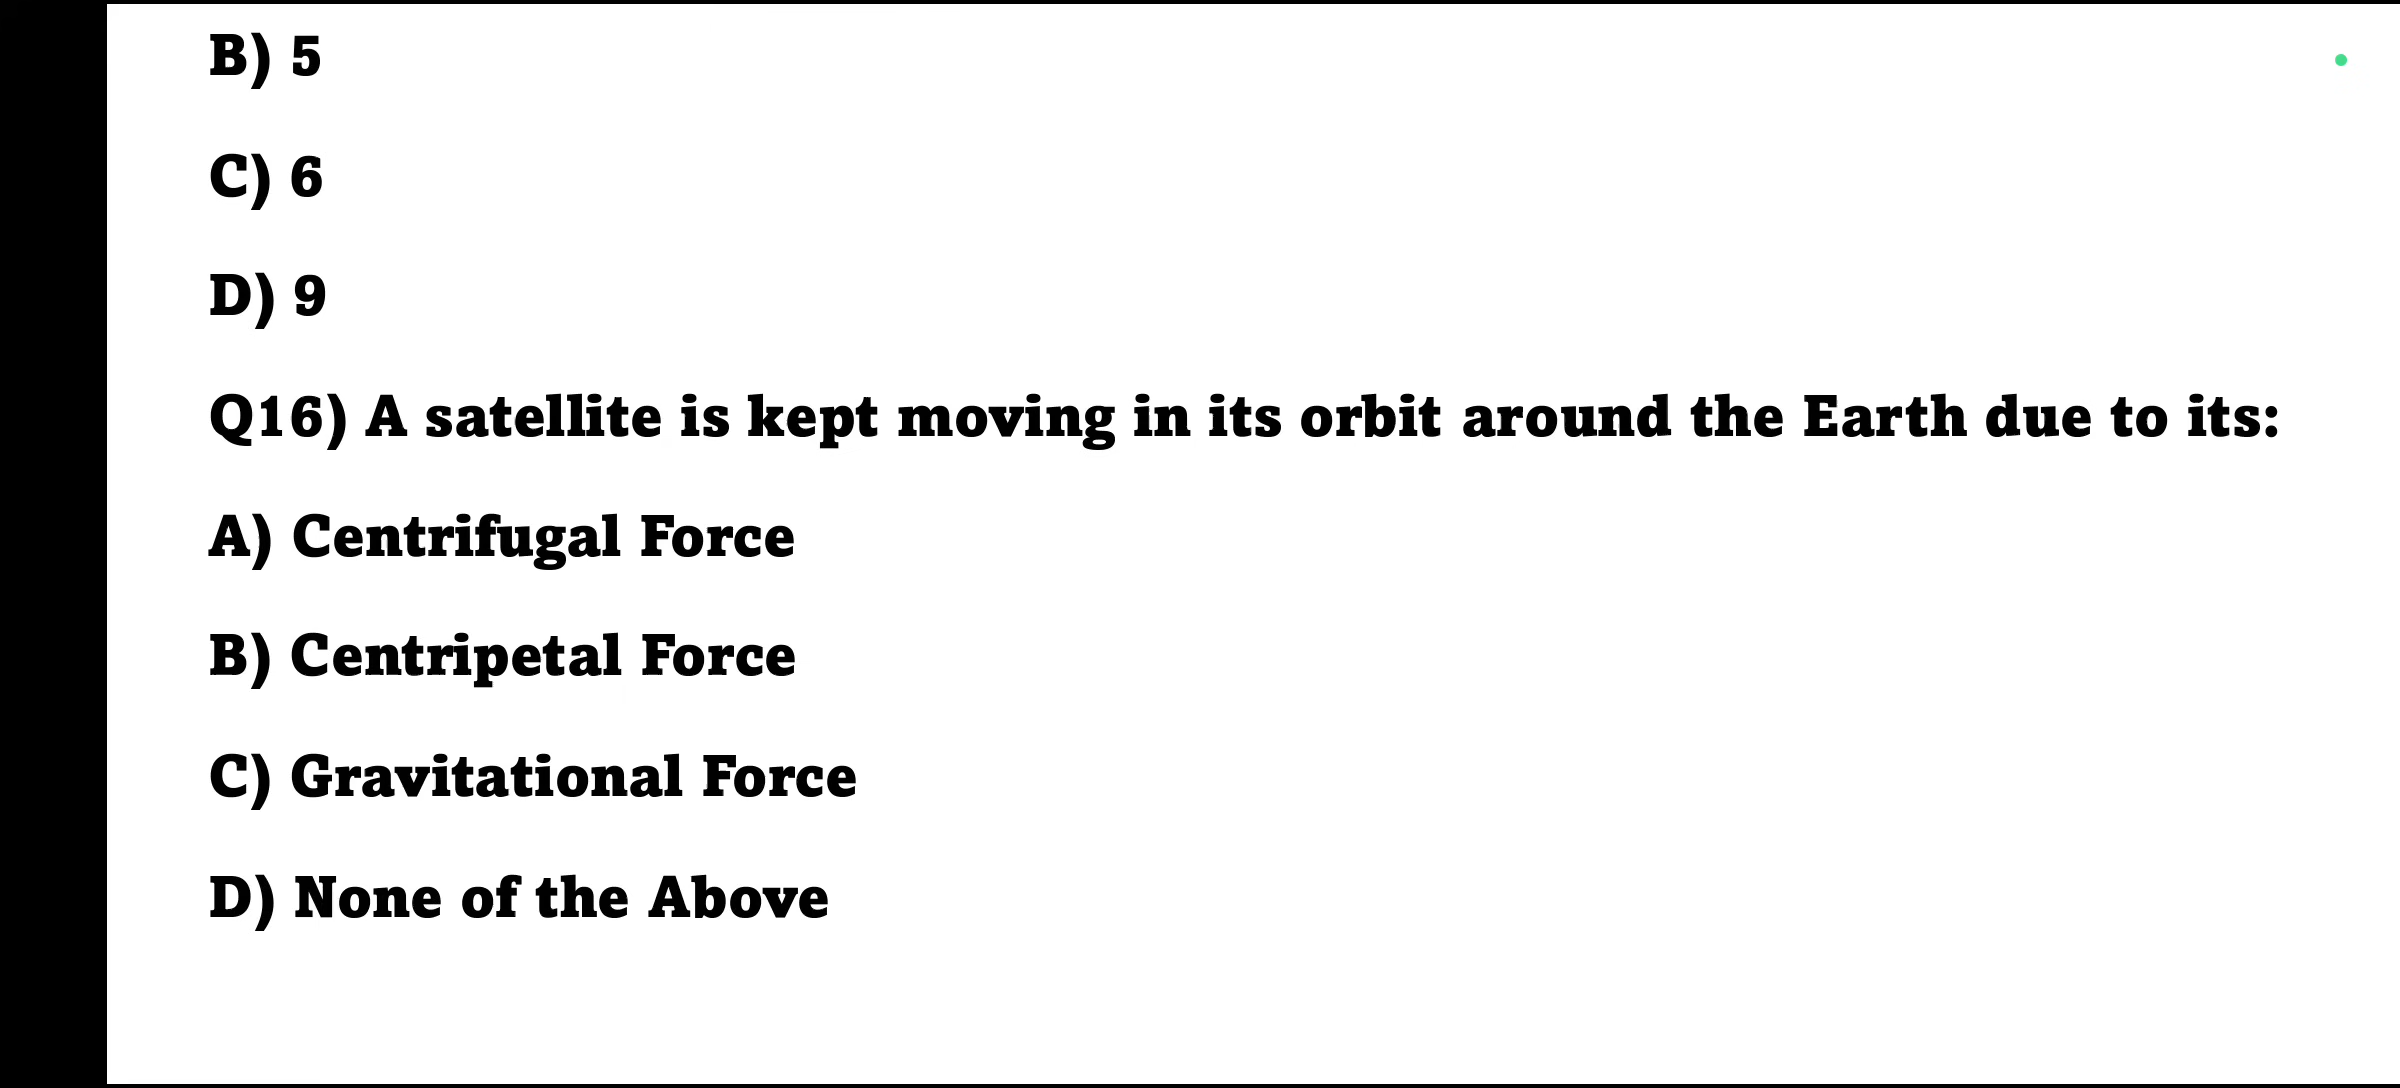 B) 5
C) 6
D) 9
Q16) A satellite is kept moving in its orbit around the Earth due to its:
A) Centrifugal Force
B) Centripetal Force
C) Gravitational Force
D) None of the Above